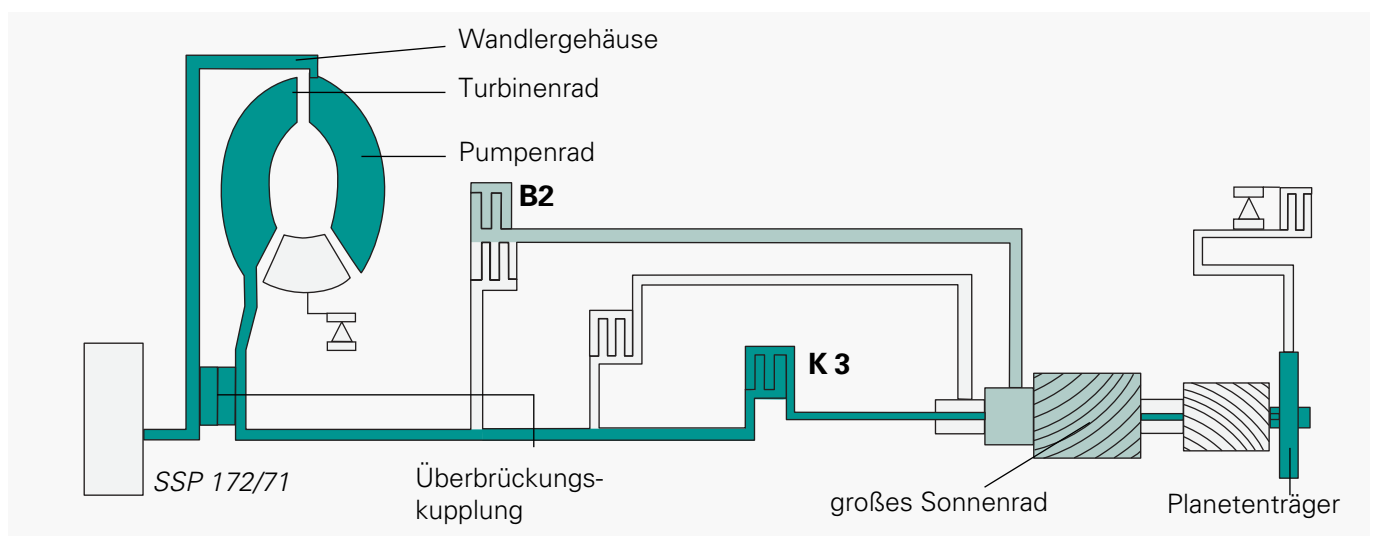 Wandlergehäuse
Turbinenrad
Pumpenrad
B2
K 3
SSP 172/71
Überbrückungs-
kupplung
großes Sonnenrad
Planetenträger